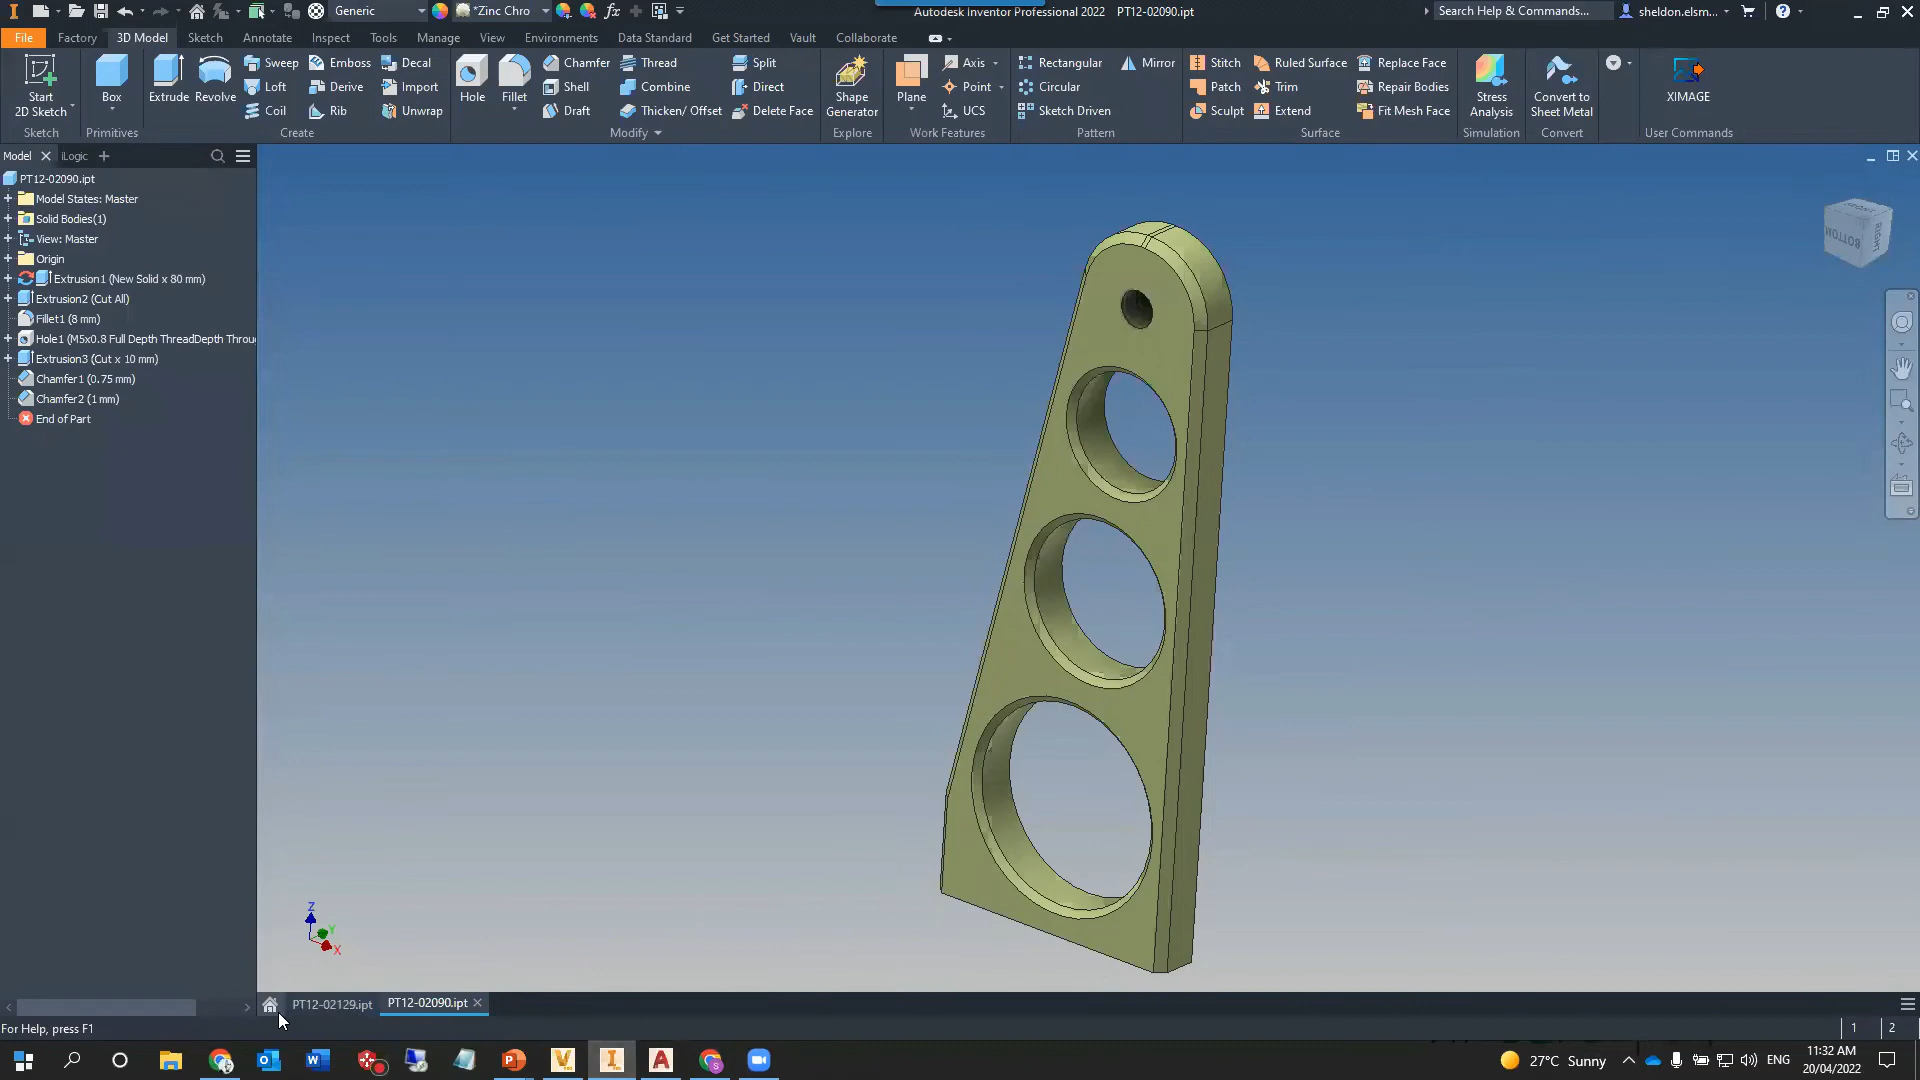 Generic
*Zinc Chro
Autodesk Inventor Professional 2022 PT12-02090.ipt
Search Help & Commands...
sheldon.elsm...
File Factory 3D Model Sketch Annotate Inspect Tools Manage View Environments Data Standard Get Started Vault Collaborate
Start
2D Sketch
Box
Extrude
Revolve
Sweep
Loft
Coil
Emboss
Derive
Rib
Decal
Import
Unwrap
Hole
Fillet
Chamfer
Shell
Draft
Thread
Combine
Thicken/ Offset
Split
Direct
Delete Face
Shape
Generator
Plane
Axis
Point
UCS
Rectangular
Circular
Sketch Driven
Mirror
Stitch
Patch
Sculpt
Ruled Surface
Trim
Extend
Replace Face
Repair Bodies
Fit Mesh Face
Stress
Analysis
Convert to
Sheet Metal
XIMAGE
Sketch Primitives Create Modify Explore Work Features Pattern Surface Simulation Convert User Commands
Model iLogic
PT12-02090.ipt
Model States: Master
Solid Bodies(1)
View: Master
Origin
Extrusion1 (New Solid x 80 mm)
Extrusion2 (Cut All)
Fillet1 (8 mm)
Hole1 (M5x0.8 Full Depth ThreadDepth Throu
Extrusion3 (Cut x 10 mm)
Chamfer1 (0.75 mm)
Chamfer2 (1 mm)
End of Part
FRONT
BOTTOM
RIGHT
Z
Y
X
PT12-02129.ipt PT12-02090.ipt
For Help, press F1
1 2
27°C Sunny
ENG
11:32 AM
20/04/2022